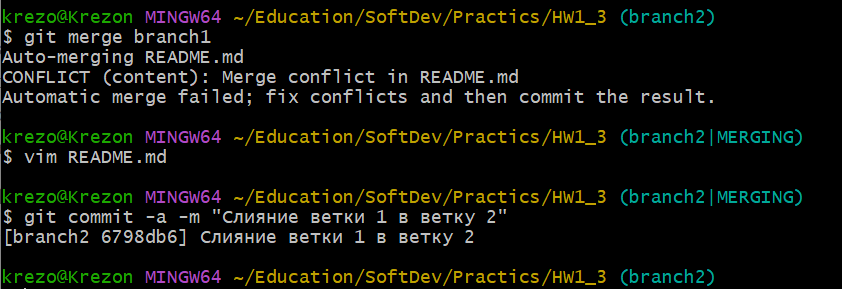 krezo@Krezon MINGW64 ~/Education/SoftDev/Practics/HW1_3 (branch2)
$ git merge branch1
Auto-merging README.md
CONFLICT (content): Merge conflict in README.md
Automatic merge failed; fix conflicts and then commit the result.
krezo@Krezon MINGW64 ~/Education/SoftDev/Practics/HW1_3 (branch2|MERGING)
$ vim README.md
krezo@Krezon MINGW64 ~/Education/SoftDev/Practics/HW1_3 (branch2|MERGING)
$ git commit -a -m "Слияние ветки 1 в ветку 2"
[branch2 6798db6] Слияние ветки 1 в ветку 2
krezo@Krezon MINGW64 ~/Education/SoftDev/Practics/HW1_3 (branch2)